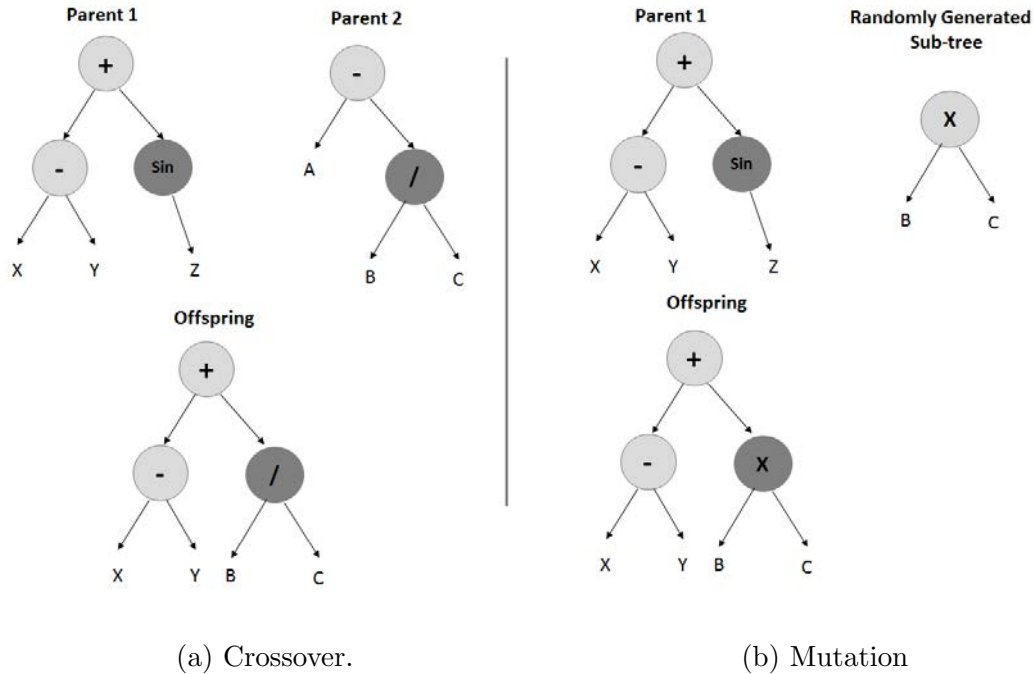 Parent 1
+
-
Sin
X Y Z
Parent 2
-
A
/
B C
Offspring
+
-
/
X Y B C
(a) Crossover.
Parent 1
+
-
Sin
X Y Z
Randomly Generated
Sub-tree
X
B C
Offspring
+
-
X
X Y B C
(b) Mutation